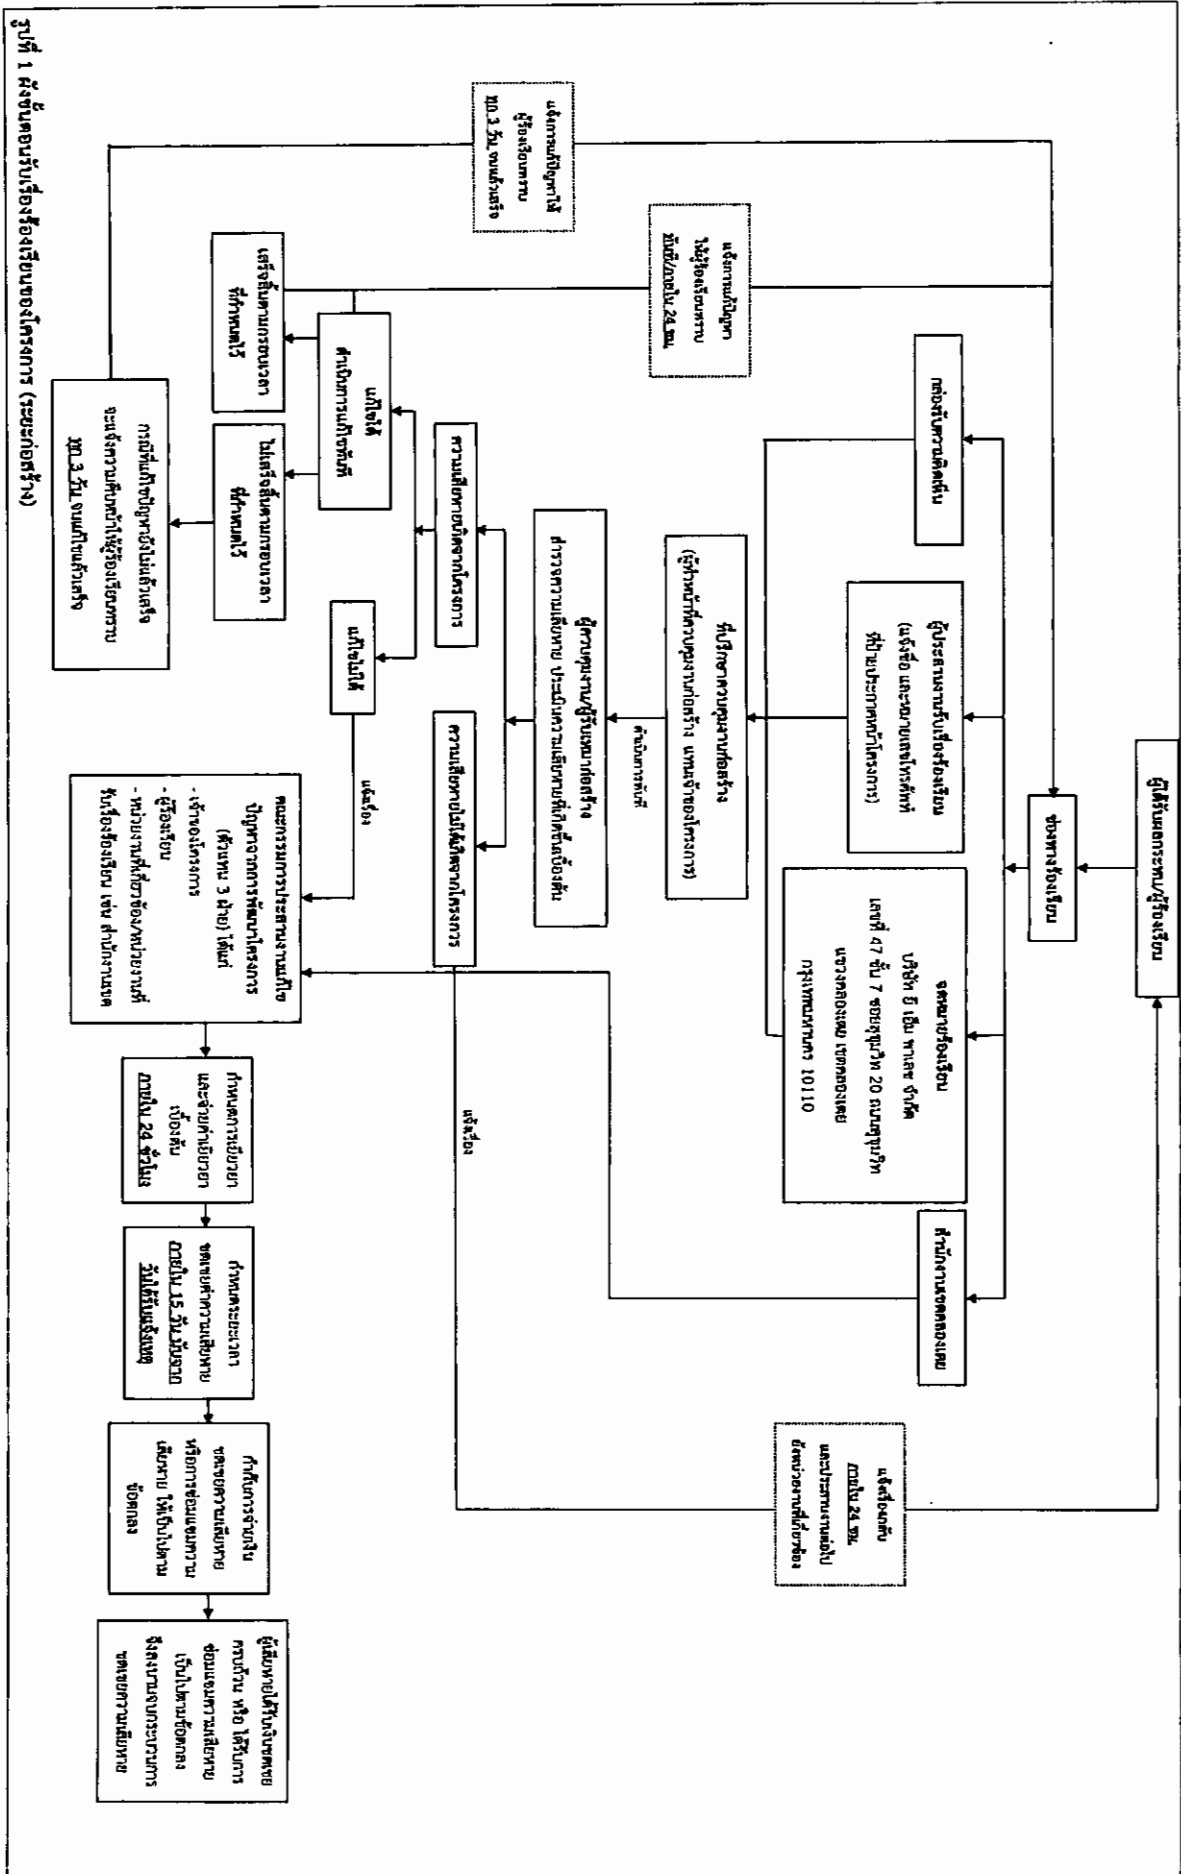 ผู้ได้รับผลกระทบ/ผู้ร้องเรียน
ช่องทางร้องเรียน
กล่องรับความคิดเห็น
ผู้ประสานงานรับเรื่องร้องเรียน
(แจ้งชื่อ และหมายเลขโทรศัพท์
ที่ป้ายประกาศหน้าโครงการ)
จดหมายร้องเรียน
บริษัท ยี เอ็ม พาเลซ จำกัด
เลขที่ 47 ชั้น 7 ซอยสุขุมวิท 20 ถนนสุขุมวิท
แขวงคลองเตย เขตคลองเตย
กรุงเทพมหานคร 10110
สำนักงานเขตคลองเตย
แจ้งเรื่องกลับ
ภายใน 24 ชม.
และประสานงานต่อไป
ยังหน่วยงานที่เกี่ยวข้อง
แจ้งการแก้ปัญหา
ให้ผู้ร้องเรียนทราบ
ทันที/ภายใน 24 ชม.
แจ้งการแก้ปัญหาให้
ผู้ร้องเรียนทราบ
ทุก 3 วัน จนแล้วเสร็จ
ที่ปรึกษาควบคุมงานก่อสร้าง
(ผู้ทำหน้าที่ควบคุมงานก่อสร้าง แทนเจ้าของโครงการ)
ดำเนินการทันที
ผู้ควบคุมงาน/ผู้รับเหมาก่อสร้าง
สำรวจความเสียหาย ประเมินความเสียหายที่เกิดขึ้นเบื้องต้น
ความเสียหายเกิดจากโครงการ
ความเสียหายไม่ได้เกิดจากโครงการ
แจ้งเรื่อง
แก้ไขได้
ดำเนินการแก้ไขทันที
แก้ไขไม่ได้
แจ้งเรื่อง
เสร็จสิ้นตามกรอบเวลา
ที่กำหนดไว้
ไม่เสร็จสิ้นตามกรอบเวลา
ที่กำหนดไว้
กรณีที่แก้ไขปัญหายังไม่แล้วเสร็จ
จะแจ้งความคืบหน้าให้ผู้ร้องเรียนทราบ
ทุก 3 วัน จนแก้ไขแล้วเสร็จ
คณะกรรมการประสานงานแก้ไข
ปัญหาจากการพัฒนาโครงการ
(ตัวแทน 3 ฝ่าย) ได้แก่
- เจ้าของโครงการ
- ผู้ร้องเรียน
- หน่วยงานที่เกี่ยวข้อง/หน่วยงานที่
รับเรื่องร้องเรียน เช่น สำนักงานเขต
กำหนดการเยียวยา
และจ่ายค่าเยียวยา
เบื้องต้น
ภายใน 24 ชั่วโมง
กำหนดระยะเวลา
ชดเชยค่าความเสียหาย
ภายใน 15 วัน นับจาก
วันได้รับแจ้งเหตุ
กำกับการจ่ายเงิน
ชดเชยความเสียหาย
หรือการซ่อมแซมความ
เสียหาย ให้เป็นไปตาม
ข้อตกลง
ผู้เสียหายได้รับเงินชดเชย
ครบถ้วน หรือ ได้รับการ
ซ่อมแซมความเสียหาย
เป็นไปตามข้อตกลง
จึงลงนามจบกระบวนการ
ชดเชยความเสียหาย
รูปที่ 1 ผังขั้นตอนรับเรื่องร้องเรียนของโครงการ (ระยะก่อสร้าง)